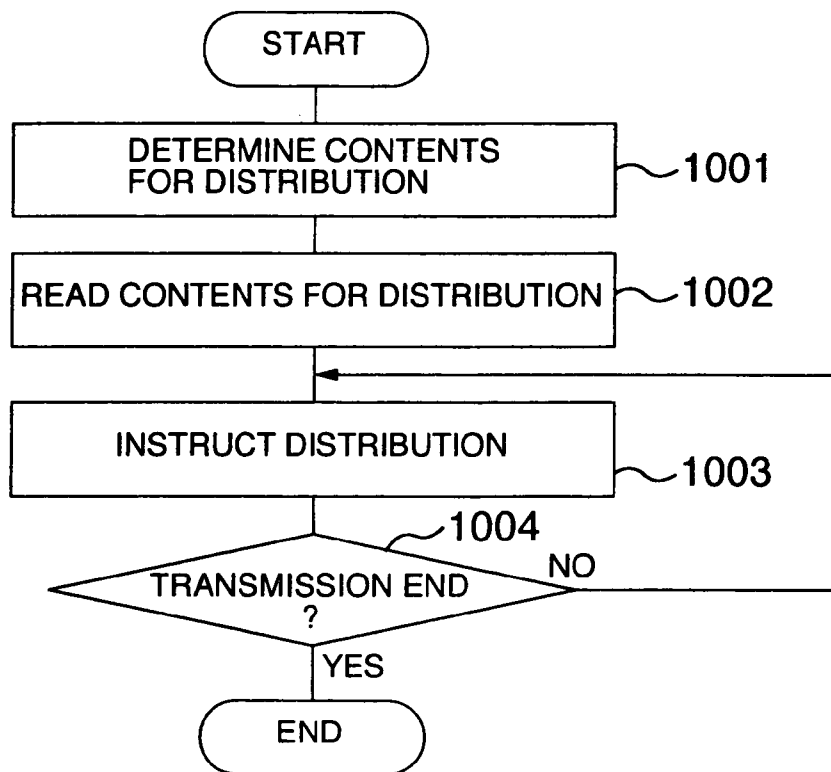 START
DETERMINE CONTENTS
FOR DISTRIBUTION
1001
READ CONTENTS FOR DISTRIBUTION
1002
INSTRUCT DISTRIBUTION
1003
1004
TRANSMISSION END
?
NO
YES
END